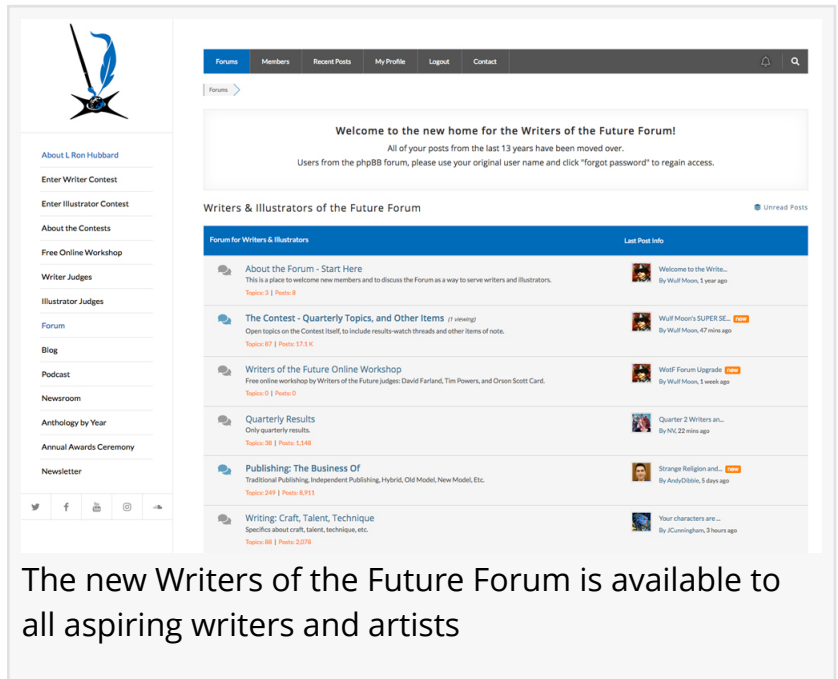 Forums Members Recent Posts My Profile Logout Contact
Forums
Welcome to the new home for the Writers of the Future Forum!
All of your posts from the last 13 years have been moved over.
Users from the phpBB forum, please use your original user name and click "forgot password" to regain access.
About L Ron Hubbard
Enter Writer Contest
Enter Illustrator Contest
About the Contests
Free Online Workshop
Writer Judges
Illustrator Judges
Forum
Blog
Podcast
Newsroom
Anthology by Year
Annual Awards Ceremony
Newsletter
Writers & Illustrators of the Future Forum
Unread Posts
Forum for Writers & Illustrators
Last Post Info
About the Forum - Start Here
This is a place to welcome new members and to discuss the Forum as a way to serve writers and illustrators.
Topics: 3 | Posts: 8
Welcome to the Write...
By Wulf Moon, 1 year ago
The Contest - Quarterly Topics, and Other Items (1 viewing)
Open topics on the Contest itself, to include results-watch threads and other items of note.
Topics: 87 | Posts: 17.1 K
Wulf Moon's SUPER SE... new
By Wulf Moon, 47 mins ago
Writers of the Future Online Workshop
Free online workshop by Writers of the Future judges: David Farland, Tim Powers, and Orson Scott Card.
Topics: 0 | Posts: 0
WotF Forum Upgrade new
By Wulf Moon, 1 week ago
Quarterly Results
Only quarterly results.
Topics: 38 | Posts: 1,148
Quarter 2 Writers an...
By NV, 22 mins ago
Publishing: The Business Of
Traditional Publishing, Independent Publishing, Hybrid, Old Model, New Model, Etc.
Topics: 249 | Posts: 8,911
Strange Religion and... new
By AndyDibble, 5 days ago
Writing: Craft, Talent, Technique
Specifics about craft, talent, technique, etc.
Topics: 88 | Posts: 2,078
Your characters are ...
By JCunningham, 3 hours ago
The new Writers of the Future Forum is available to
all aspiring writers and artists